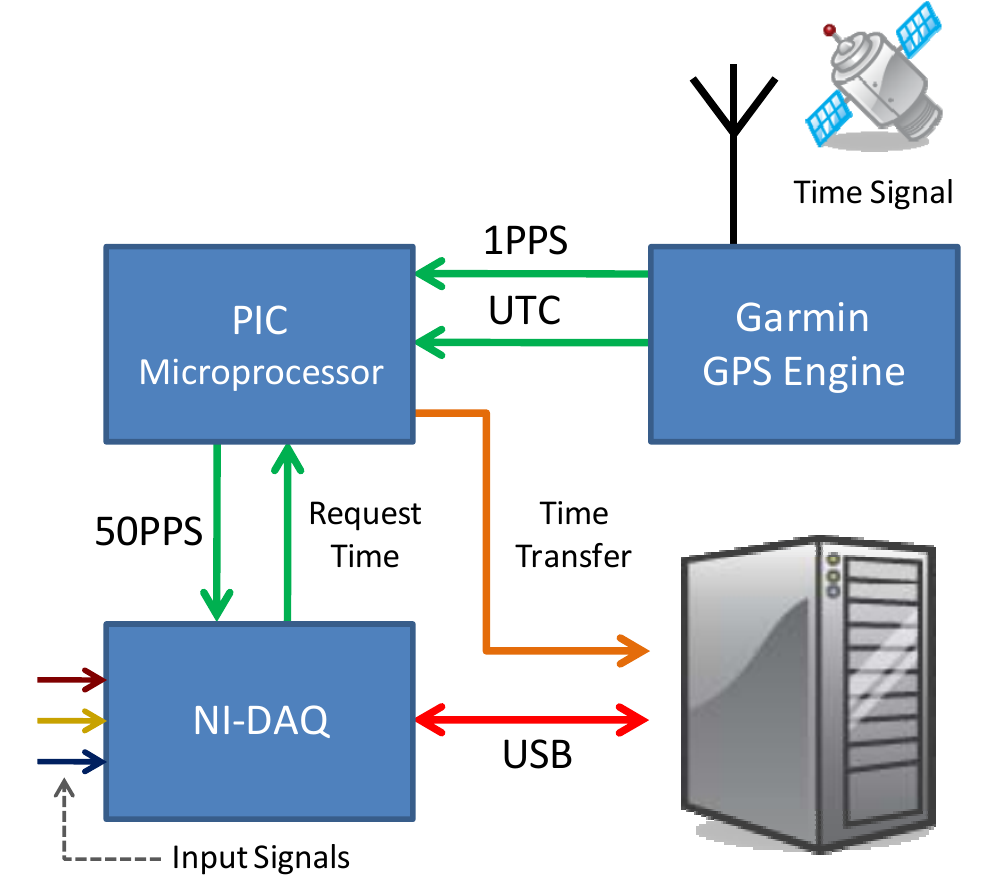 Time Signal
1PPS
UTC
PIC
Microprocessor
Garmin
GPS Engine
50PPS
Request
Time
Time
Transfer
NI-DAQ
USB
Input Signals